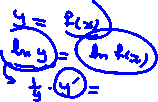 y = f(x)
ln y = ln f(x)
1/y · y' =